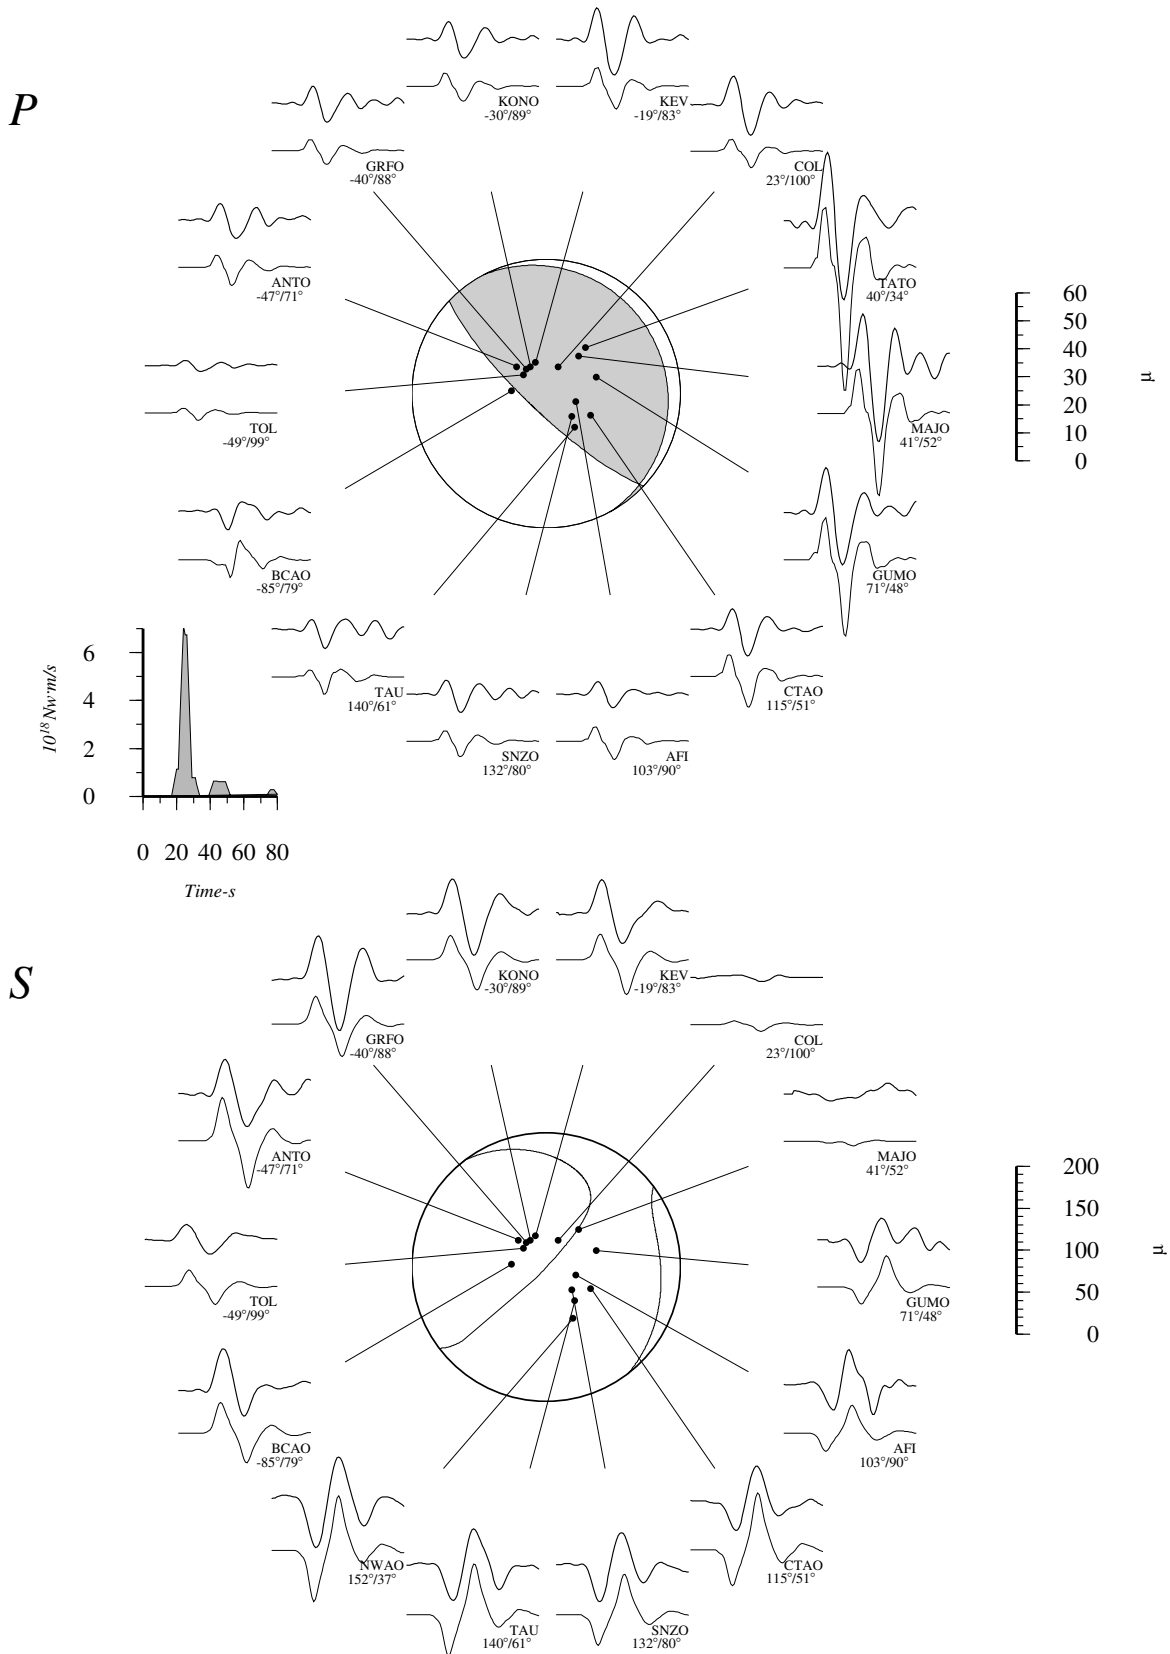 P
KONO
-30°/89°
KEV
-19°/83°
GRFO
-40°/88°
COL
23°/100°
ANTO
-47°/71°
TATO
40°/34°
60
50
40
30
20
10
0
μ
TOL
-49°/99°
MAJO
41°/52°
BCAO
-85°/79°
GUMO
71°/48°
TAU
140°/61°
CTAO
115°/51°
SNZO
132°/80°
AFI
103°/90°
10¹⁸Nw·m/s
6
4
2
0
0 20 40 60 80
Time-s
S
KONO
-30°/89°
KEV
-19°/83°
GRFO
-40°/88°
COL
23°/100°
ANTO
-47°/71°
MAJO
41°/52°
200
150
100
50
0
μ
TOL
-49°/99°
GUMO
71°/48°
BCAO
-85°/79°
AFI
103°/90°
NWAO
152°/37°
CTAO
115°/51°
TAU
140°/61°
SNZO
132°/80°